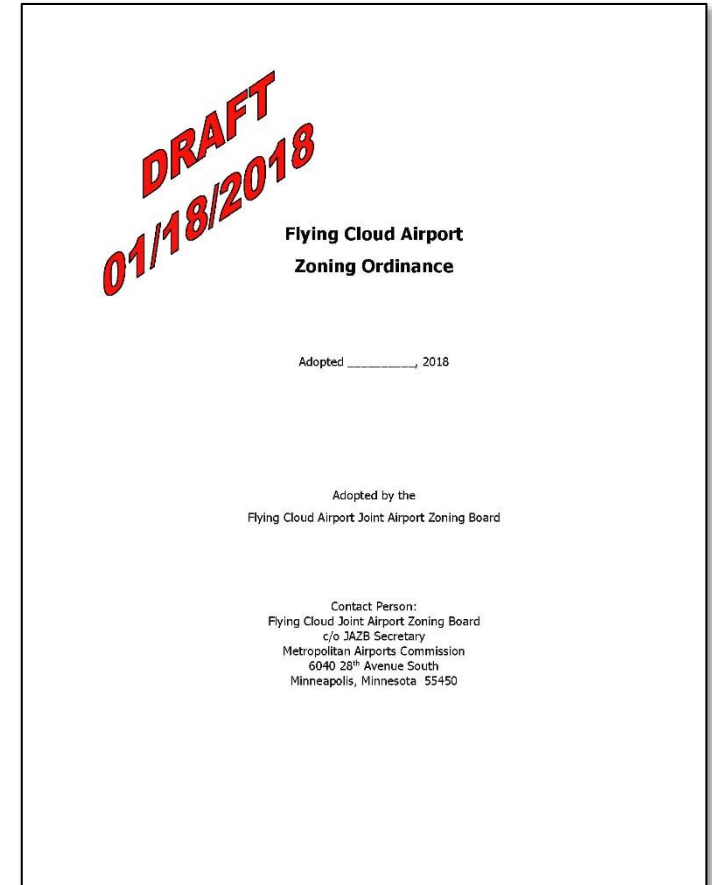 DRAFT
01/18/2018
Flying Cloud Airport
Zoning Ordinance
Adopted __________, 2018
Adopted by the
Flying Cloud Airport Joint Airport Zoning Board
Contact Person:
Flying Cloud Joint Airport Zoning Board
c/o JAZB Secretary
Metropolitan Airports Commission
6040 28th Avenue South
Minneapolis, Minnesota 55450